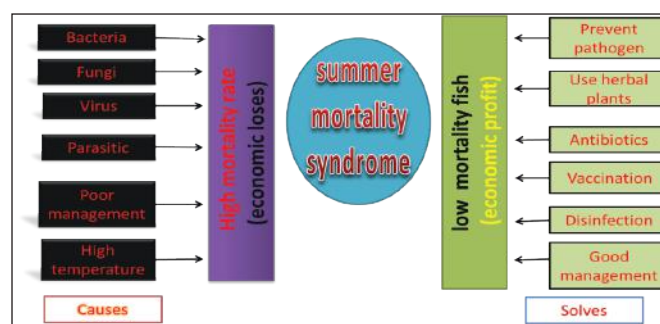 Bacteria
Fungi
Virus
Parasitic
Poor
management
High
temperature
Causes
High mortality rate
(economic loses)
summer
mortality
syndrome
low mortality fish
(economic profit)
Prevent
pathogen
Use herbal
plants
Antibiotics
Vaccination
Disinfection
Good
management
Solves